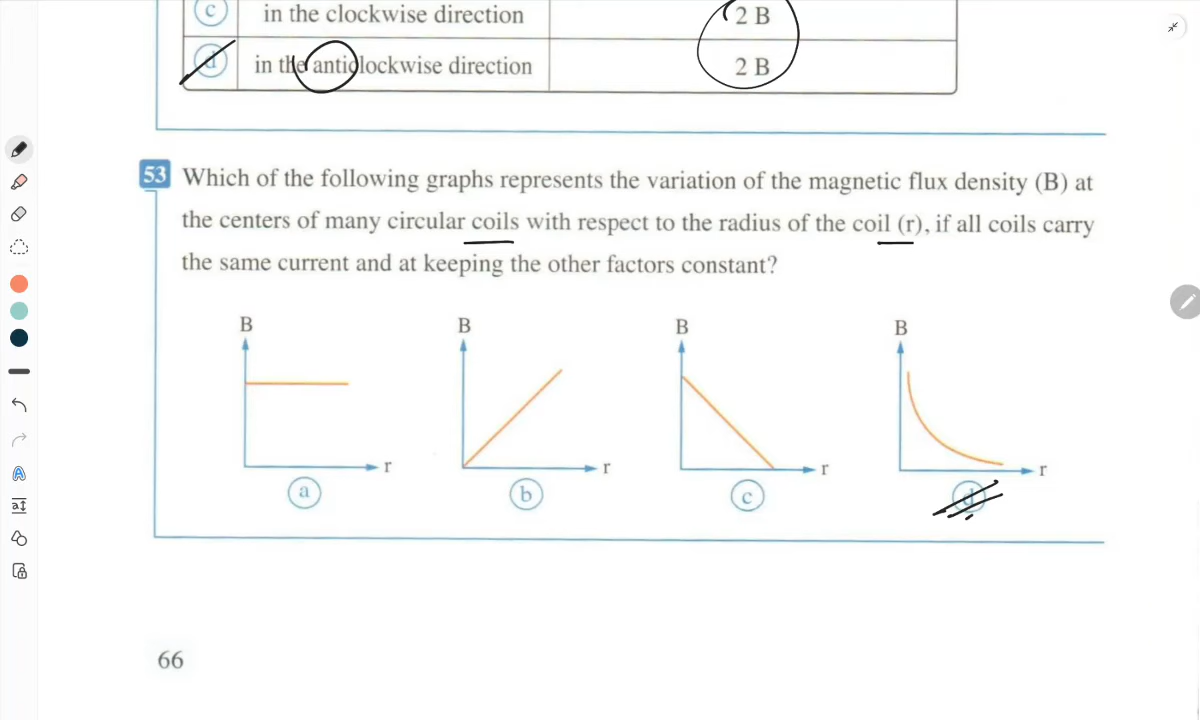 c in the clockwise direction 2 B
d in the anticlockwise direction 2 B
53 Which of the following graphs represents the variation of the magnetic flux density (B) at
the centers of many circular coils with respect to the radius of the coil (r), if all coils carry
the same current and at keeping the other factors constant?
B B B B
r r r r
a b c d
66